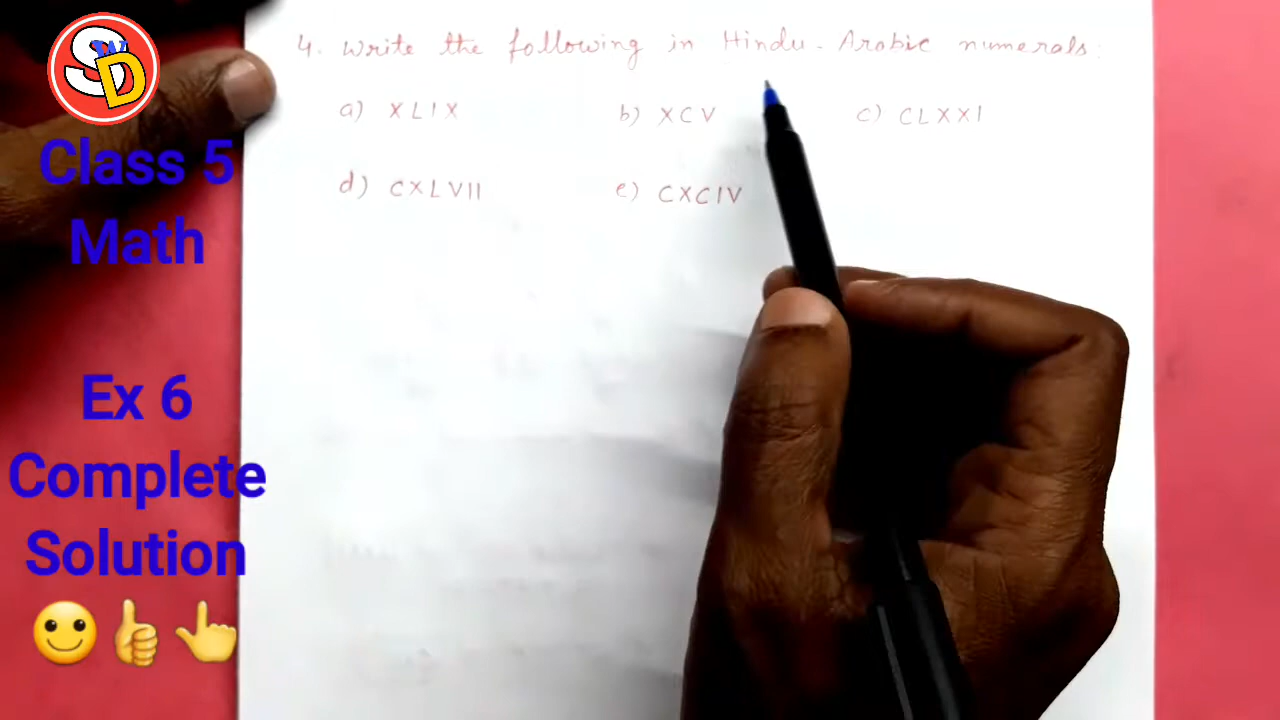 SWD
Class 5
Math
Ex 6
Complete
Solution
4. Write the following in Hindu-Arabic numerals:
a) XLIX b) XCV c) CLXXI
d) CXLVII e) CXCIV